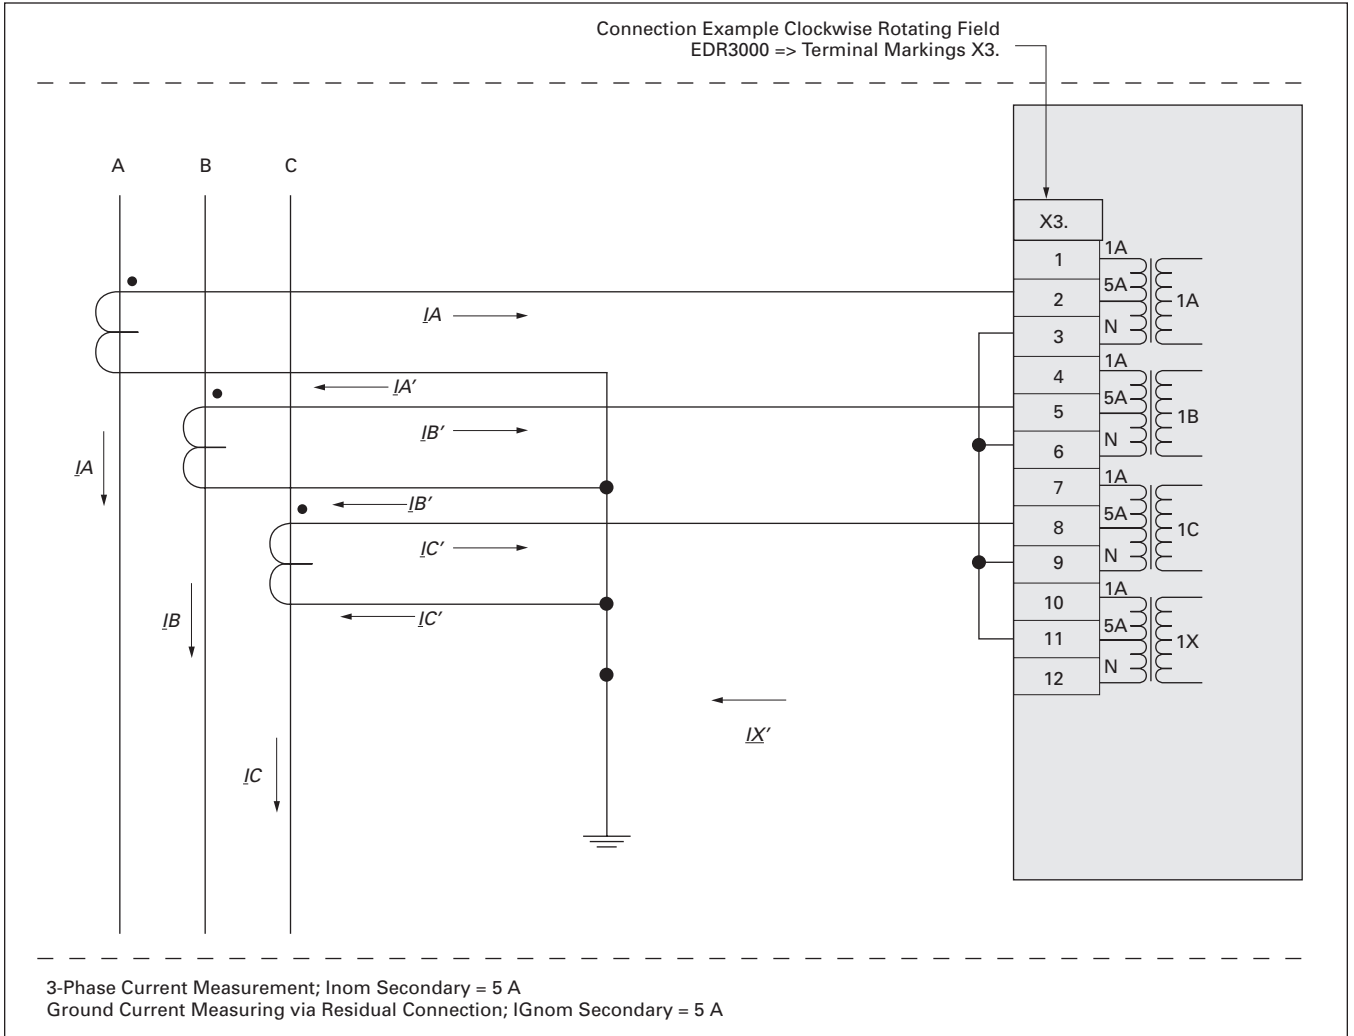 Connection Example Clockwise Rotating Field
EDR3000 => Terminal Markings X3.
A B C
X3.
1 1A
5A
2 1A
IA
N
3
1A
4
IA'
5A
5 1B
IB'
N
IA
6
1A
7
IB'
5A
8 1C
IC'
N
9
1A
10
IC'
IB
5A
11 1X
N
12
IX'
IC
3-Phase Current Measurement; Inom Secondary = 5 A
Ground Current Measuring via Residual Connection; IGnom Secondary = 5 A